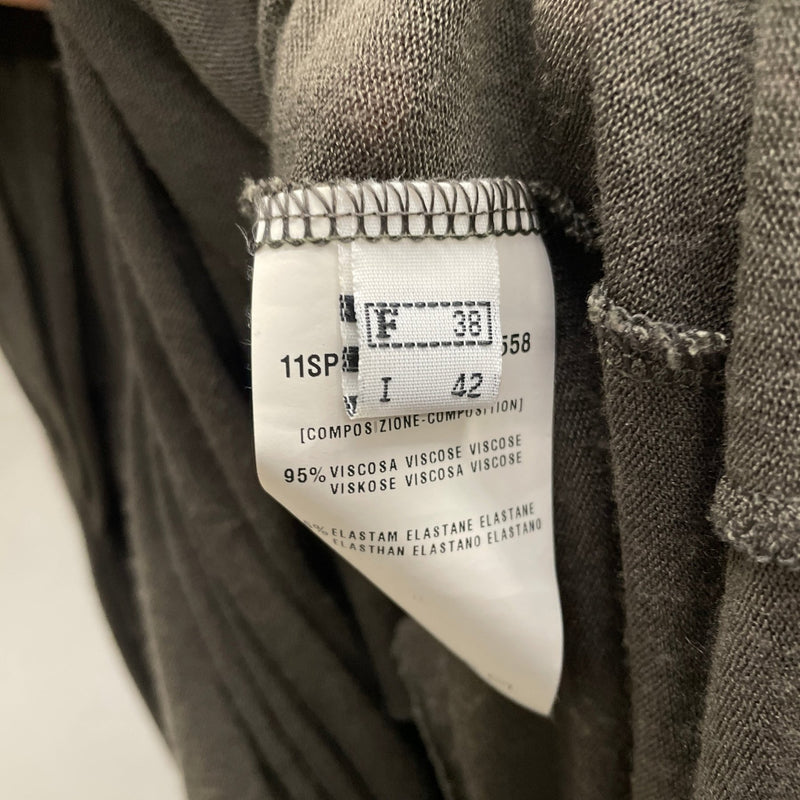 F 38
11SP 558
I 42
[COMPOSIZIONE-COMPOSITION]
95% VISCOSA VISCOSE VISCOSE
VISKOSE VISCOSA VISCOSE
% ELASTAM ELASTANE ELASTANE
ELASTHAN ELASTANO ELASTANO